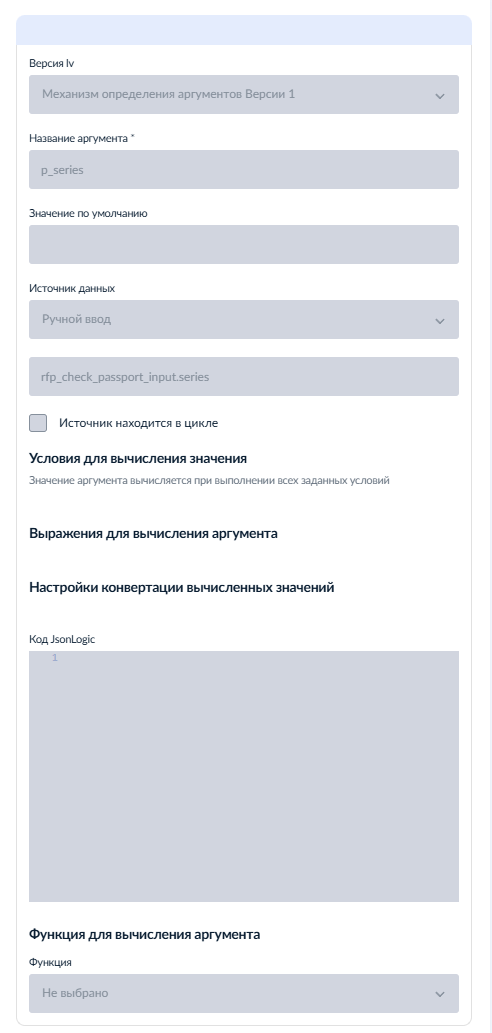 Версия lv
Механизм определения аргументов Версии 1
Название аргумента *
p_series
Значение по умолчанию
Источник данных
Ручной ввод
rfp_check_passport_input.series
Источник находится в цикле
Условия для вычисления значения
Значение аргумента вычисляется при выполнении всех заданных условий
Выражения для вычисления аргумента
Настройки конвертации вычисленных значений
Код JsonLogic
1
Функция для вычисления аргумента
Функция
Не выбрано